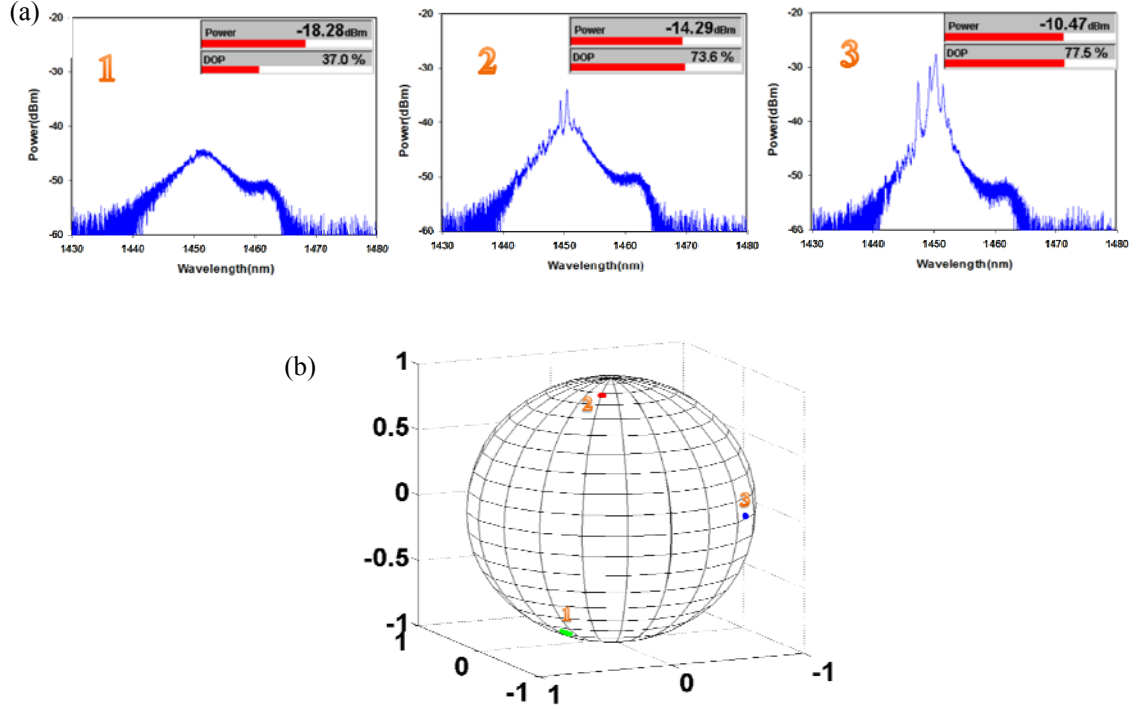 (a)
-20
-30
-40
-50
-60
Power(dBm)
1
Power -18.28dBm
DOP 37.0 %
1430 1440 1450 1460 1470 1480
Wavelength(nm)
-20
-30
-40
-50
-60
Power(dBm)
2
Power -14.29dBm
DOP 73.6 %
1430 1440 1450 1460 1470 1480
Wavelength(nm)
-20
-30
-40
-50
-60
Power(dBm)
3
Power -10.47dBm
DOP 77.5 %
1430 1440 1450 1460 1470 1480
Wavelength(nm)
(b)
1
0.5
0
-0.5
-1
1
0
-1
1
0
-1
2
3
1